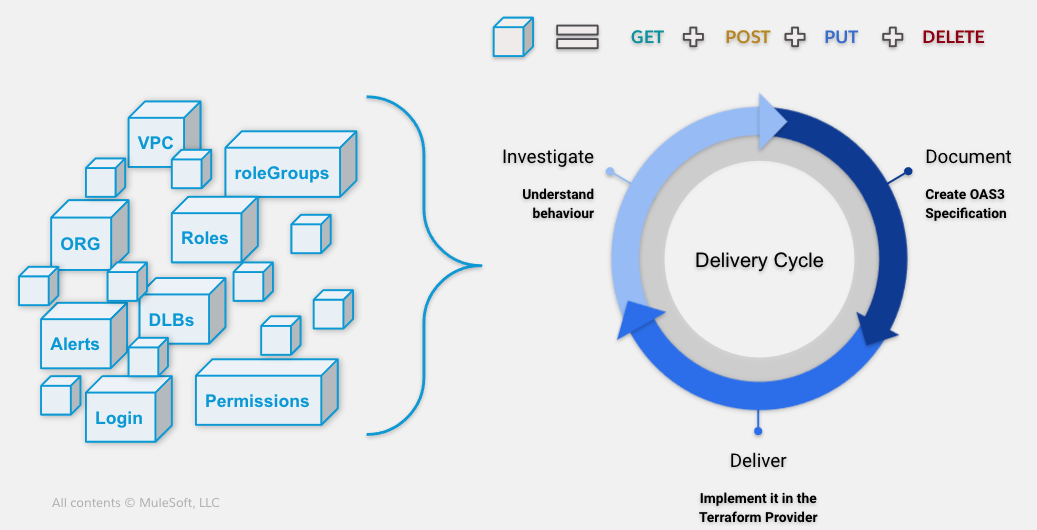 GET POST PUT DELETE
VPC
roleGroups
ORG
Roles
DLBs
Alerts
Permissions
Login
Investigate
Understand
behaviour
Document
Create OAS3
Specification
Delivery Cycle
Deliver
Implement it in the
Terraform Provider
All contents © MuleSoft, LLC